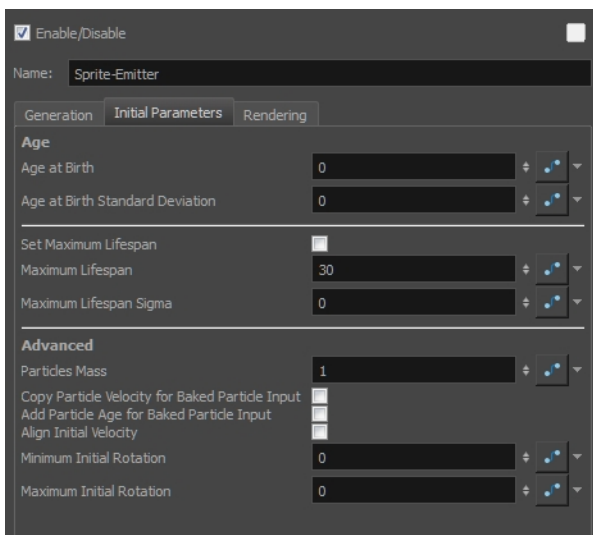 Enable/Disable
Name: Sprite-Emitter
Generation Initial Parameters Rendering
Age
Age at Birth 0
Age at Birth Standard Deviation 0
Set Maximum Lifespan
Maximum Lifespan 30
Maximum Lifespan Sigma 0
Advanced
Particles Mass 1
Copy Particle Velocity for Baked Particle Input
Add Particle Age for Baked Particle Input
Align Initial Velocity
Minimum Initial Rotation 0
Maximum Initial Rotation 0